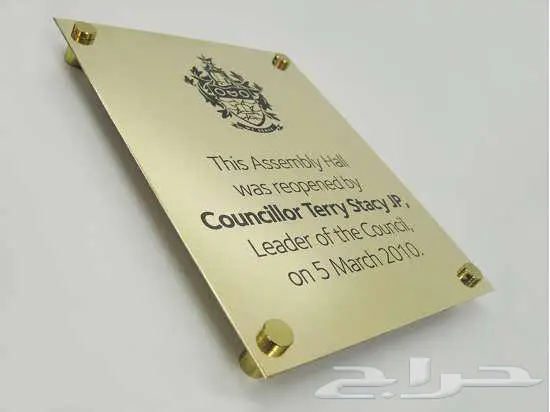 This Assembly Hall
was reopened by
Councillor Terry Stacy JP,
Leader of the Council,
on 5 March 2010.
حراج